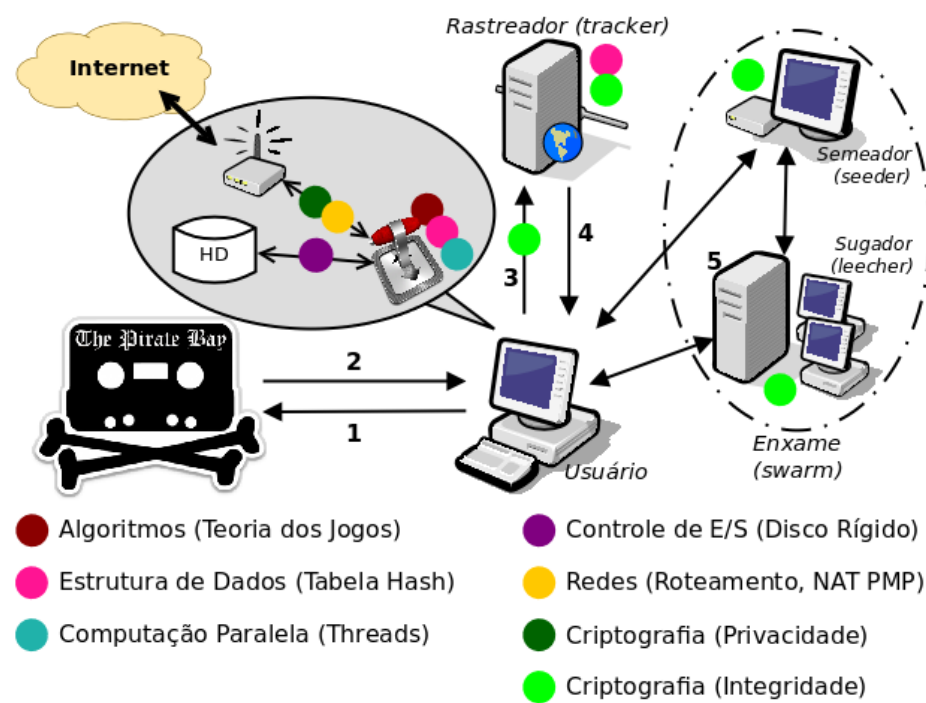 Rastreador (tracker)
Internet
Semeador
(seeder)
HD
4
3
5
Sugador
(leecher)
The Pirate Bay
2
1
Usuário
Enxame
(swarm)
Algoritmos (Teoria dos Jogos)
Estrutura de Dados (Tabela Hash)
Computação Paralela (Threads)
Controle de E/S (Disco Rígido)
Redes (Roteamento, NAT PMP)
Criptografia (Privacidade)
Criptografia (Integridade)